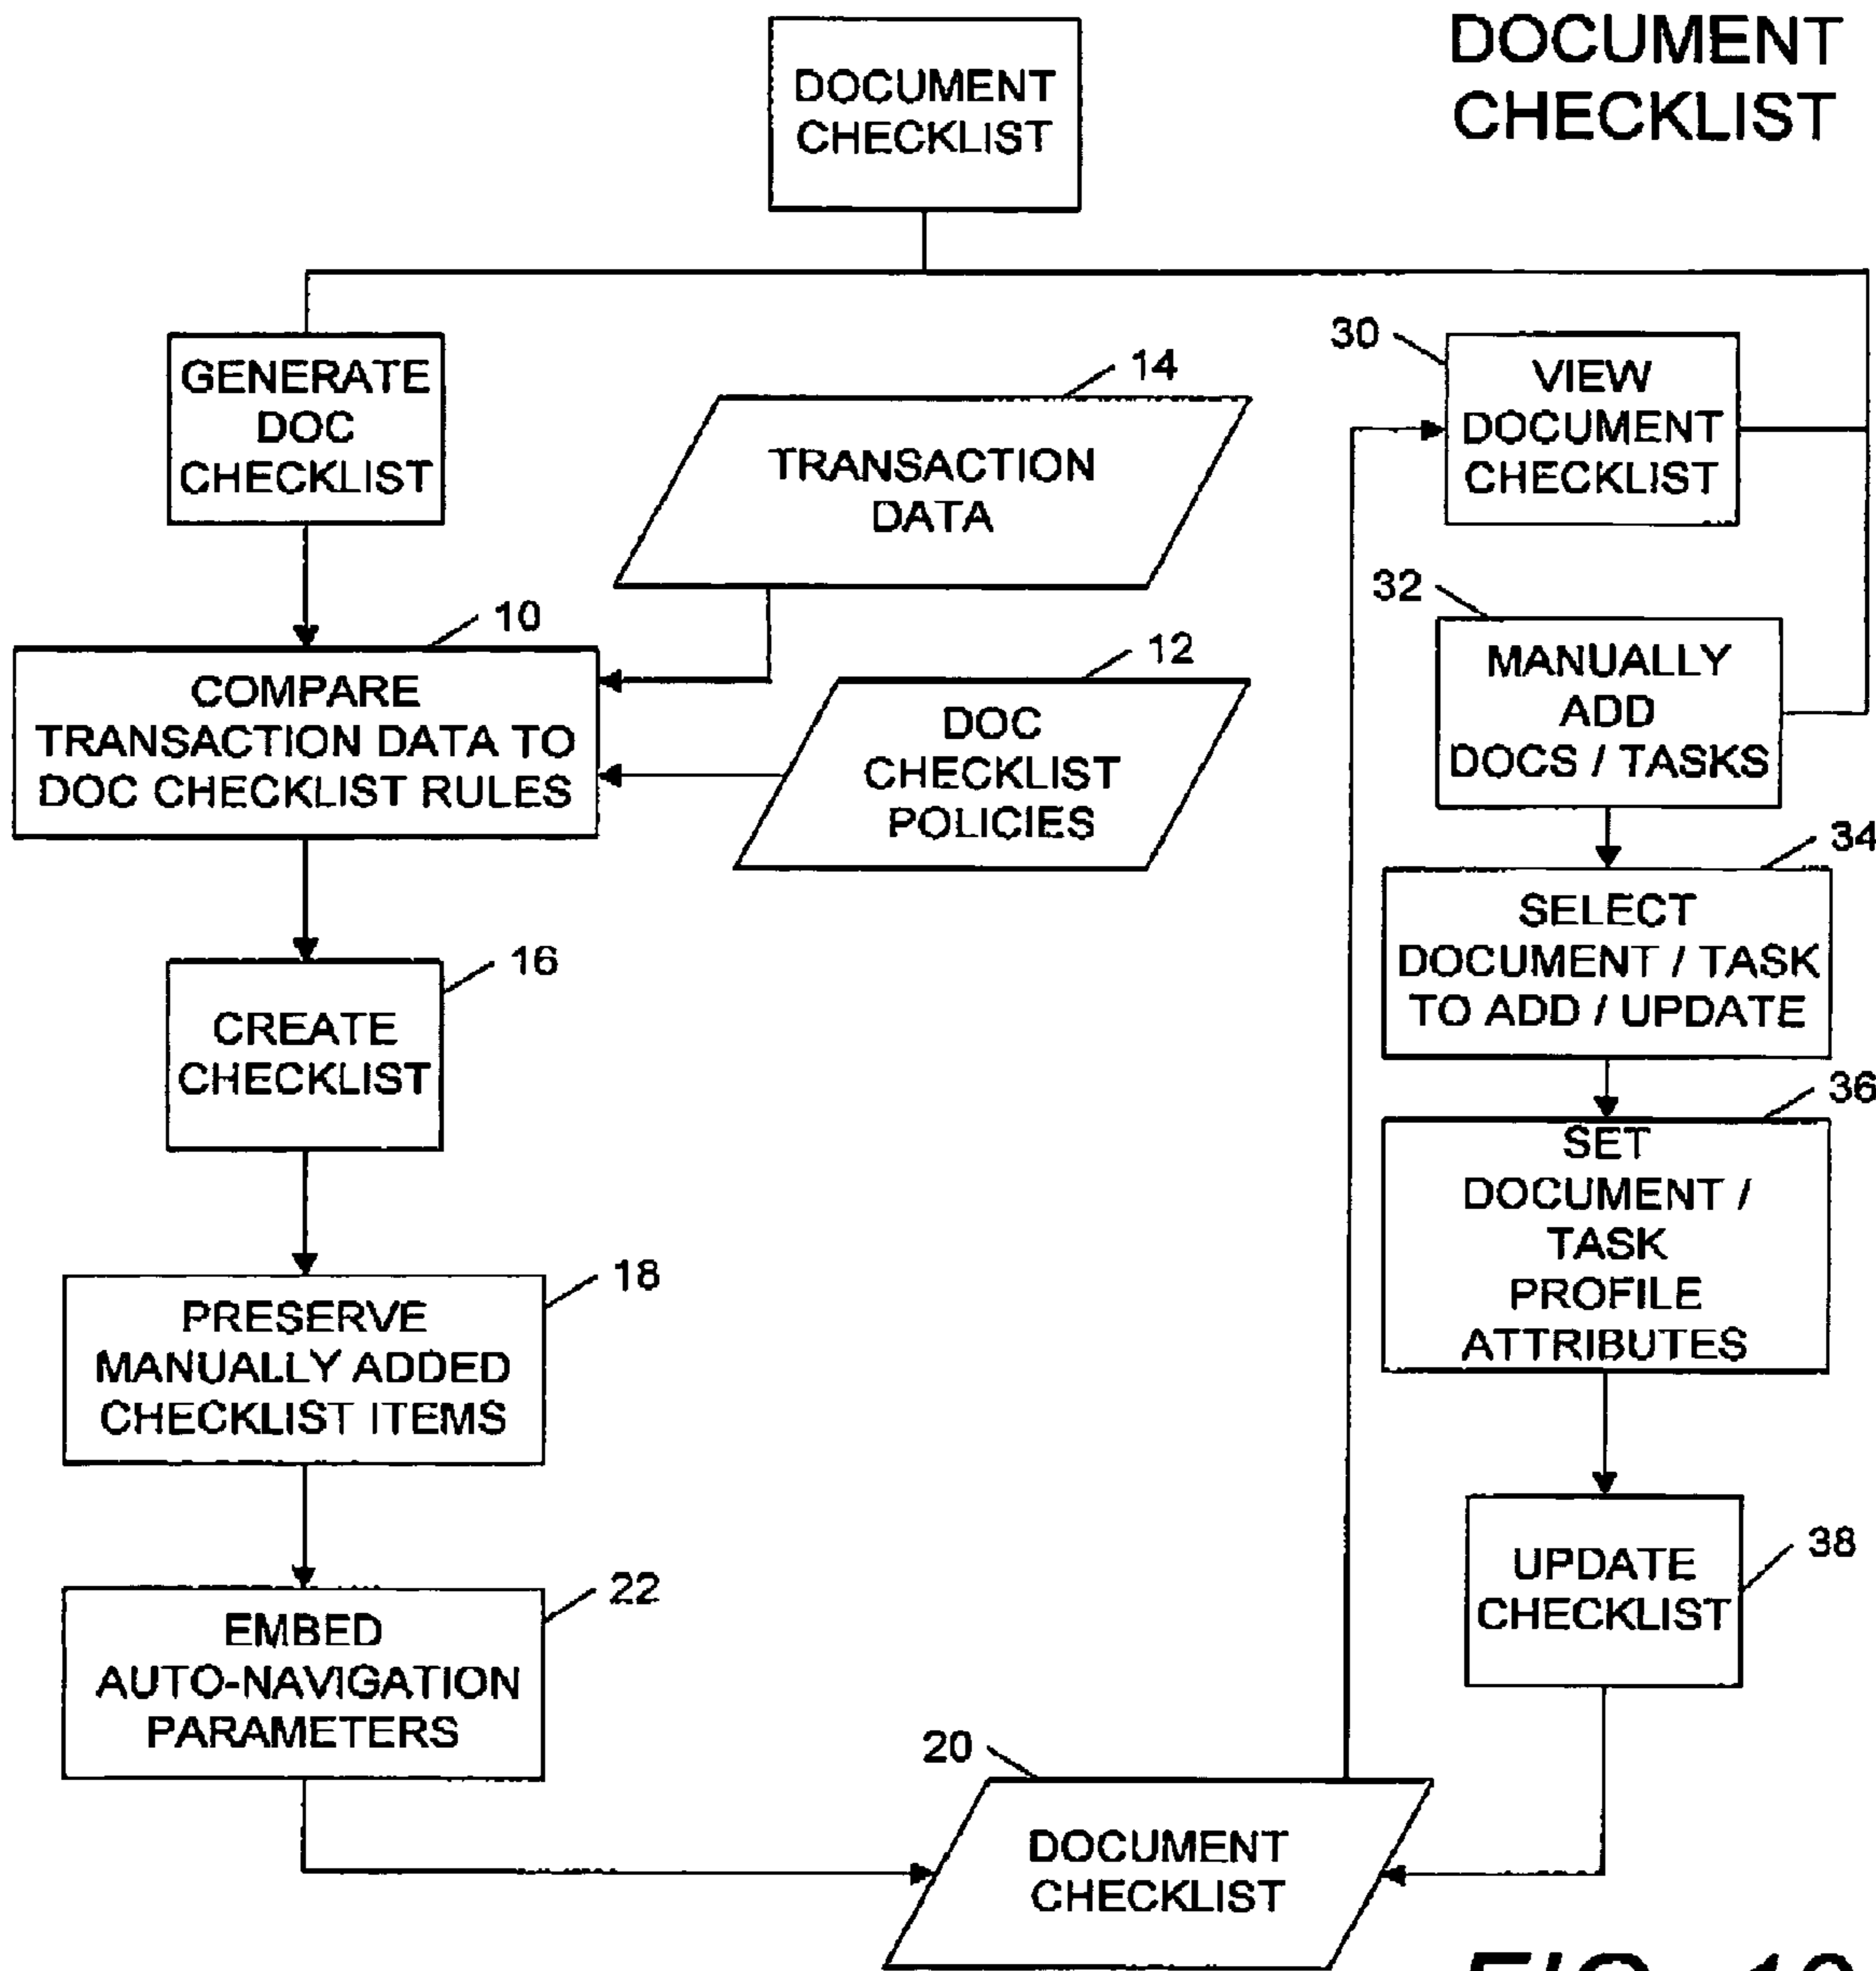 DOCUMENT
CHECKLIST
DOCUMENT
CHECKLIST
GENERATE
DOC
CHECKLIST
14
TRANSACTION
DATA
30
VIEW
DOCUMENT
CHECKLIST
10
COMPARE
TRANSACTION DATA TO
DOC CHECKLIST RULES
12
DOC
CHECKLIST
POLICIES
32
MANUALLY
ADD
DOCS / TASKS
34
SELECT
DOCUMENT / TASK
TO ADD / UPDATE
16
CREATE
CHECKLIST
36
SET
DOCUMENT /
TASK
PROFILE
ATTRIBUTES
18
PRESERVE
MANUALLY ADDED
CHECKLIST ITEMS
38
UPDATE
CHECKLIST
22
EMBED
AUTO-NAVIGATION
PARAMETERS
20
DOCUMENT
CHECKLIST